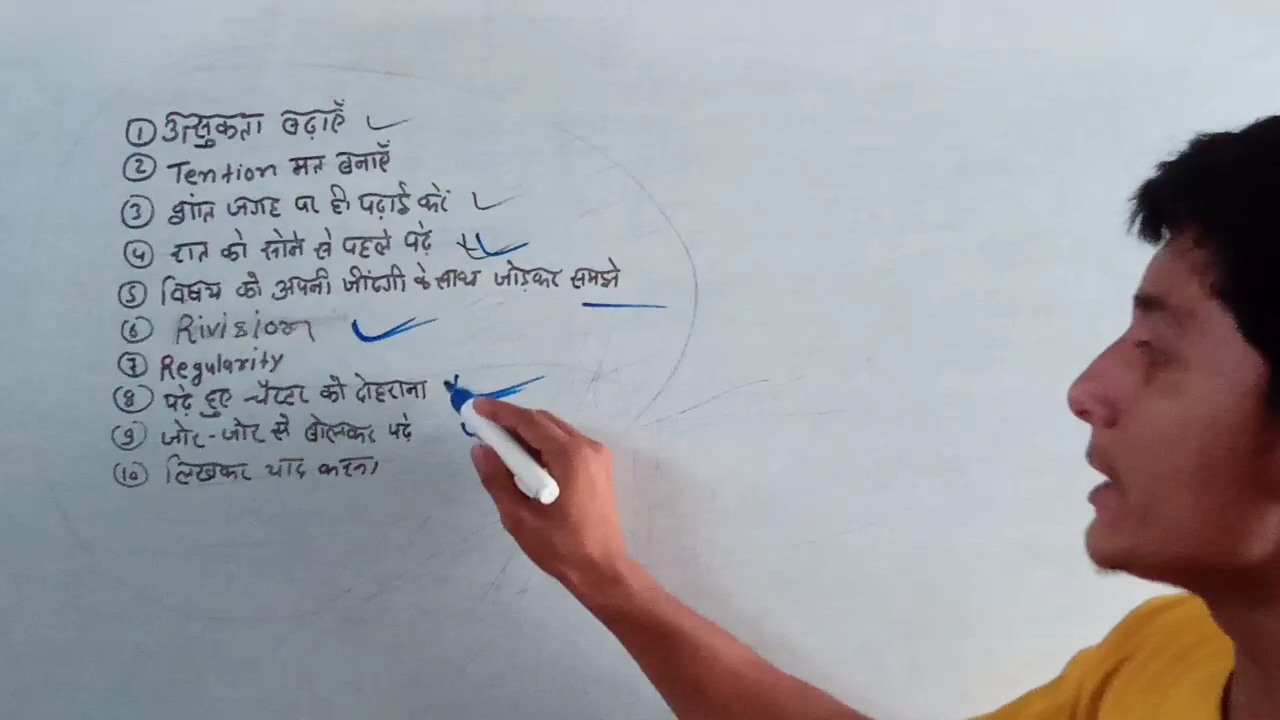 ① उत्सुकता बढ़ाएँ
② Tention मत बनाएँ
③ शांत जगह पर ही पढ़ाई करें
④ रात को सोने से पहले पढ़े
⑤ विषय को अपनी जींदगी के साथ जोड़कर समझे
⑥ Rivision
⑦ Regularity
⑧ पढ़े हुए चैप्टर को दोहराना
⑨ जोर-जोर से बोलकर पढ़े
⑩ लिखकर याद करना